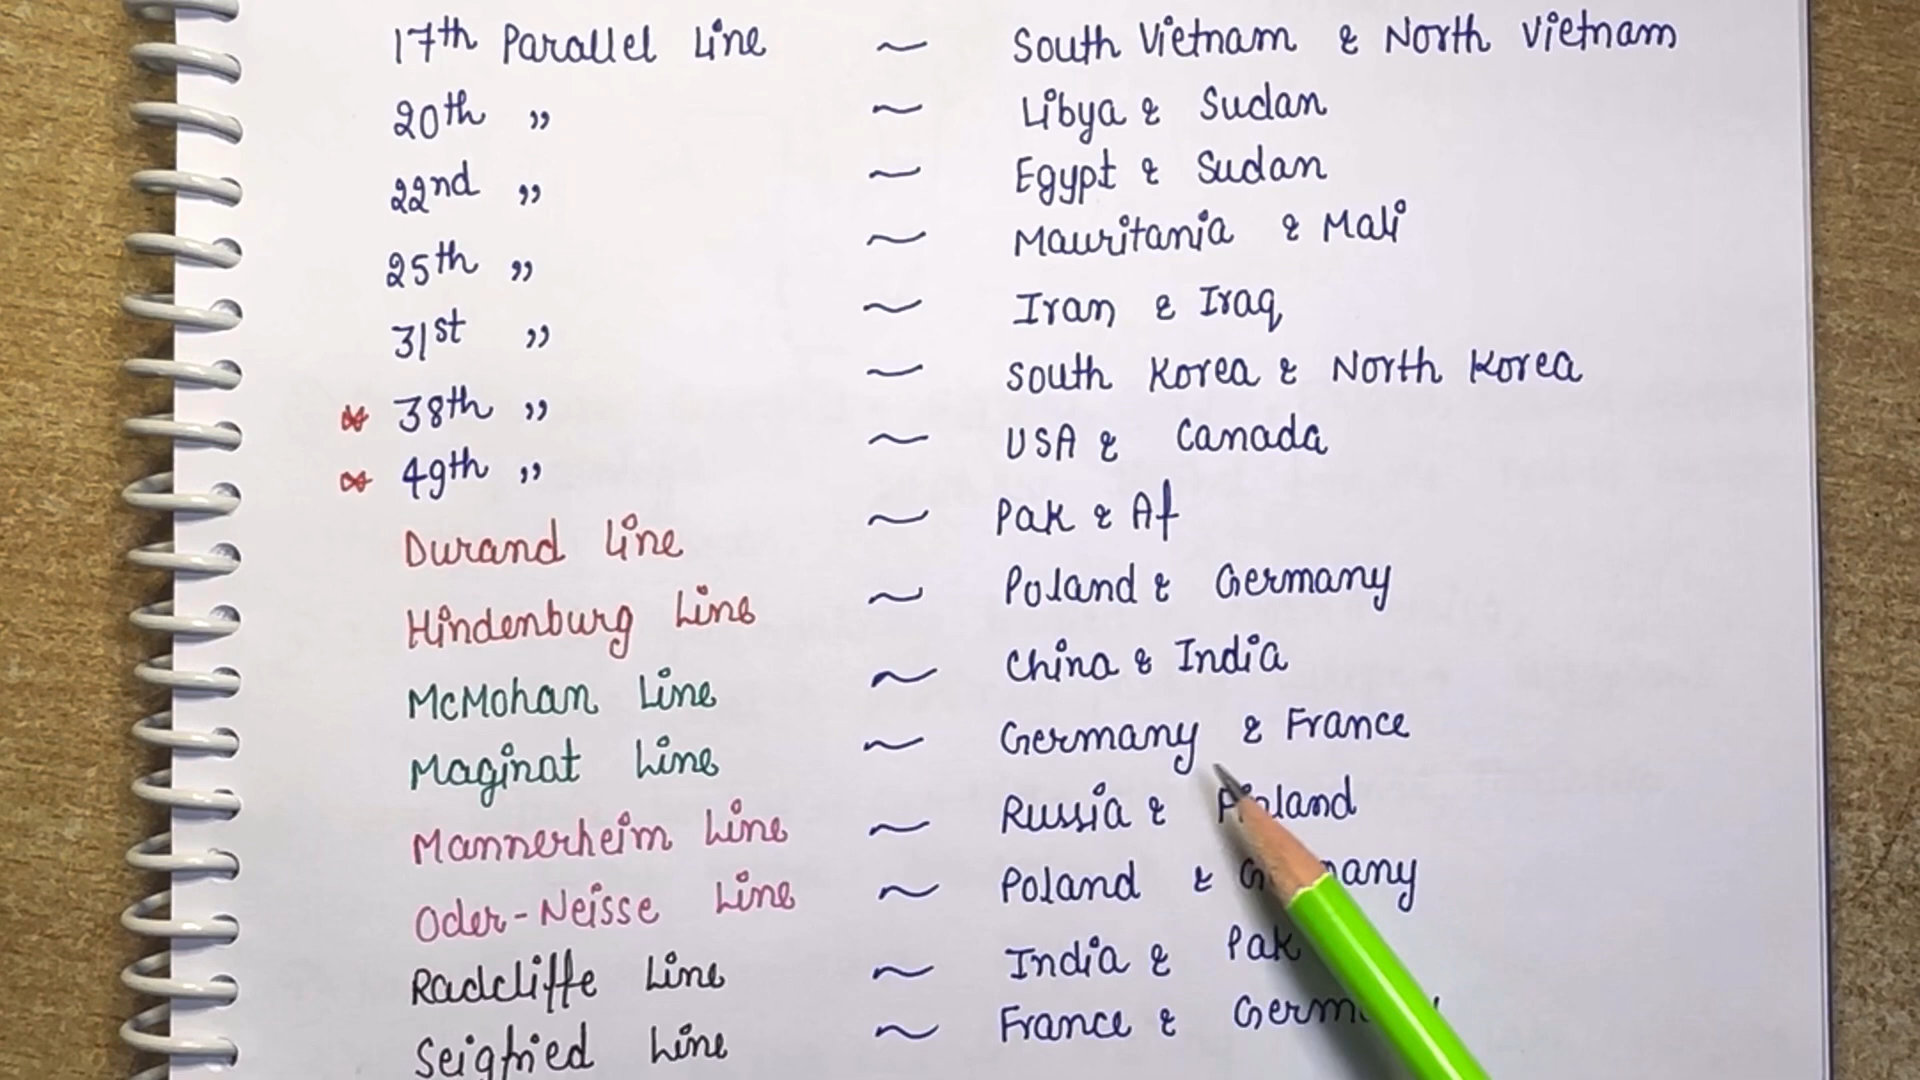 17th Parallel Line ~ South Vietnam & North Vietnam
20th " ~ Libya & Sudan
22nd " ~ Egypt & Sudan
25th " ~ Mauritania & Mali
31st " ~ Iran & Iraq
38th " ~ South Korea & North Korea
49th " ~ USA & Canada
Durand Line ~ Pak & Af
Hindenburg Line ~ Poland & Germany
McMohan Line ~ China & India
Maginat Line ~ Germany & France
Mannerheim Line ~ Russia &
Oder-Neisse Line ~ Poland &
Radcliffe Line ~ India & Pak
Seigfried Line ~ France &